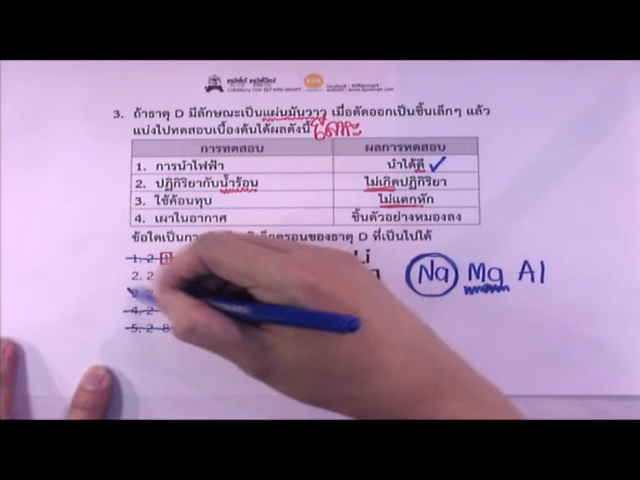 3. ถ้าธาตุ D มีลักษณะเป็นแผ่นมันวาว เมื่อตัดออกเป็นชิ้นเล็กๆ แล้ว
แบ่งไปทดสอบเบื้องต้นได้ผลดังนี้ โลหะ
การทดสอบ ผลการทดสอบ
1. การนำไฟฟ้า นำได้ดี ✓
2. ปฏิกิริยากับน้ำร้อน ไม่เกิดปฏิกิริยา
3. ใช้ค้อนทุบ ไม่แตกหัก
4. เผาในอากาศ ชิ้นตัวอย่างหมองลง
ข้อใดเป็นการ ของธาตุ D ที่เป็นไปได้
1. 2
2. 2 Na Mg Al
4. 2
5. 2-8